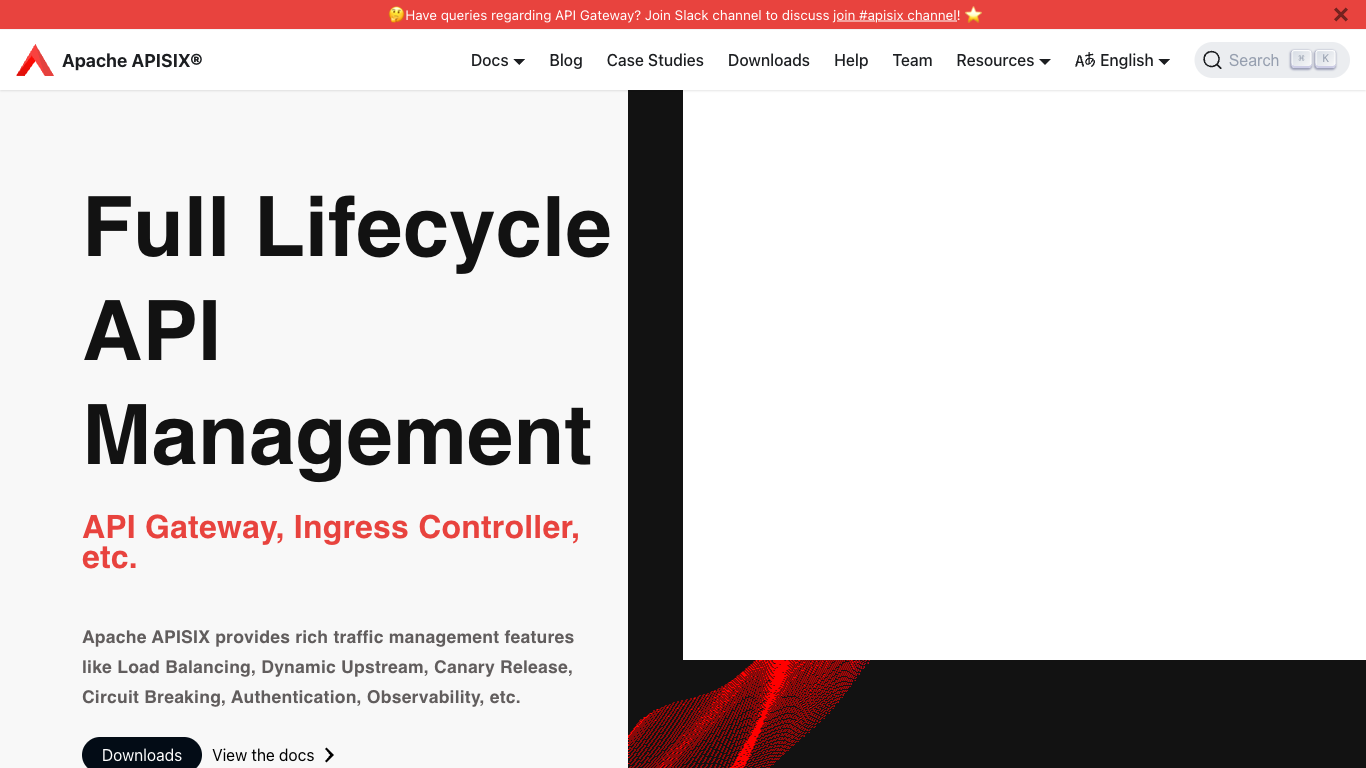 🤔Have queries regarding API Gateway? Join Slack channel to discuss join #apisix channel! ⭐
Apache APISIX®
Docs
Blog
Case Studies
Downloads
Help
Team
Resources
Aあ English
Search ⌘ K
Full Lifecycle
API
Management
API Gateway, Ingress Controller,
etc.
Apache APISIX provides rich traffic management features
like Load Balancing, Dynamic Upstream, Canary Release,
Circuit Breaking, Authentication, Observability, etc.
Downloads
View the docs